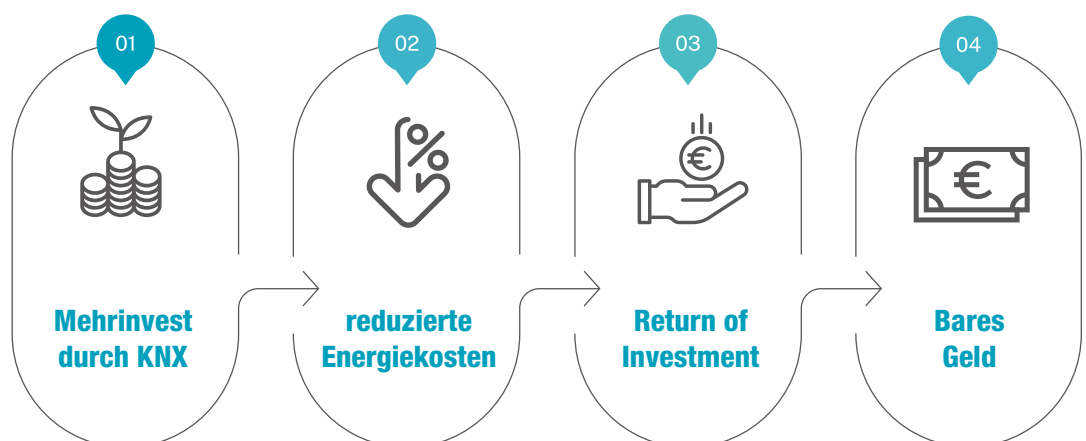 01
Mehrinvest
durch KNX
02
%
reduzierte
Energiekosten
03
€
Return of
Investment
04
€
Bares
Geld